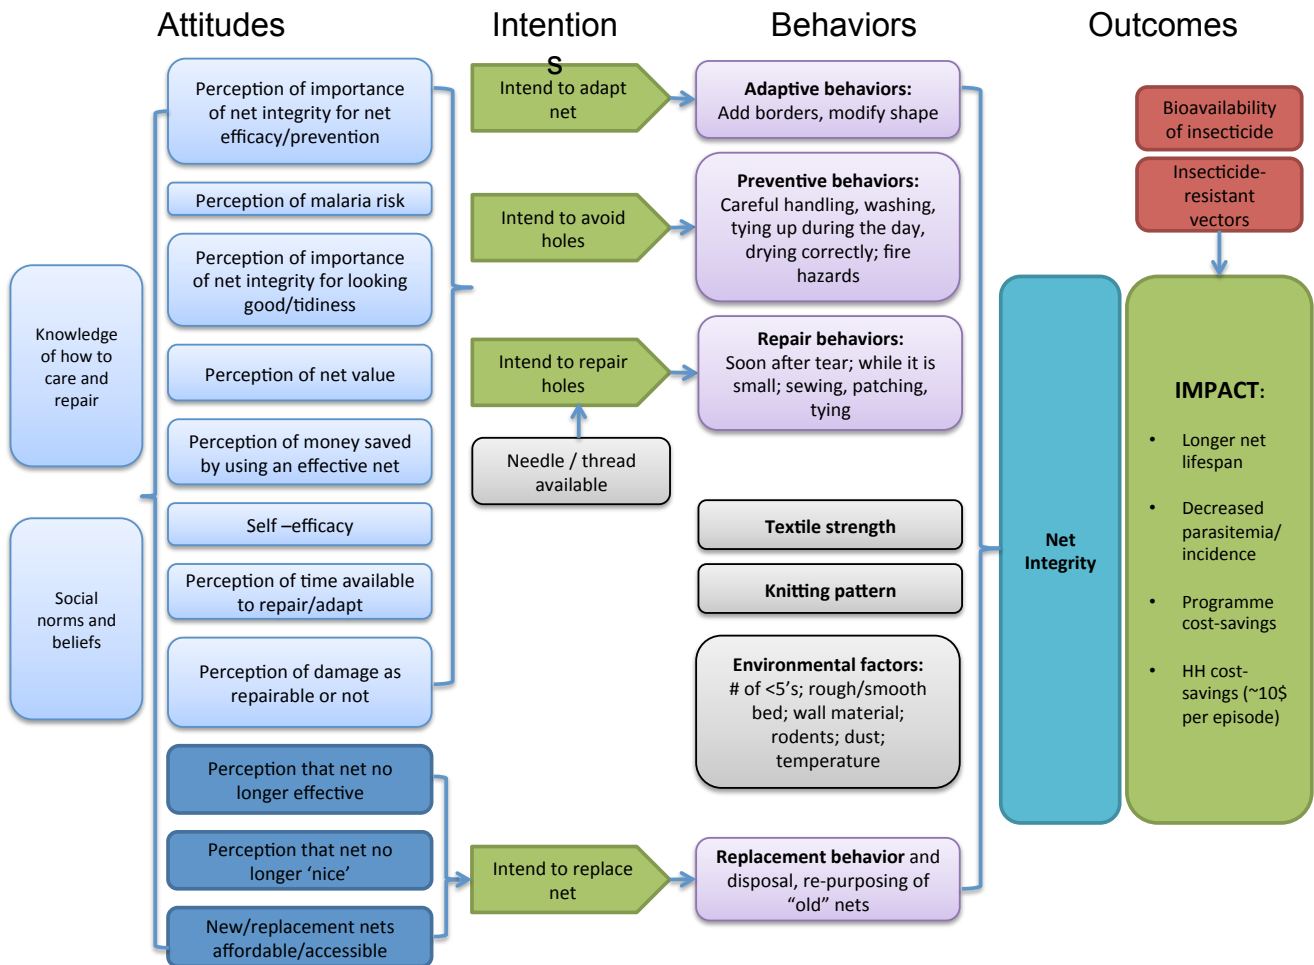 Attitudes
Intention
s
Behaviors
Outcomes
Knowledge
of how to
care and
repair
Social
norms and
beliefs
Perception of importance
of net integrity for net
efficacy/prevention
Perception of malaria risk
Perception of importance
of net integrity for looking
good/tidiness
Perception of net value
Perception of money saved
by using an effective net
Self –efficacy
Perception of time available
to repair/adapt
Perception of damage as
repairable or not
Perception that net no
longer effective
Perception that net no
longer ‘nice’
New/replacement nets
affordable/accessible
Intend to adapt
net
Intend to avoid
holes
Intend to repair
holes
Needle / thread
available
Intend to replace
net
Adaptive behaviors:
Add borders, modify shape
Preventive behaviors:
Careful handling, washing,
tying up during the day,
drying correctly; fire
hazards
Repair behaviors:
Soon after tear; while it is
small; sewing, patching,
tying
Textile strength
Knitting pattern
Environmental factors:
# of <5’s; rough/smooth
bed; wall material;
rodents; dust;
temperature
Replacement behavior and
disposal, re-purposing of
“old” nets
Net
Integrity
Bioavailability
of insecticide
Insecticide-
resistant
vectors
IMPACT:
• Longer net
lifespan
• Decreased
parasitemia/
incidence
• Programme
cost-savings
• HH cost-
savings (~10$
per episode)